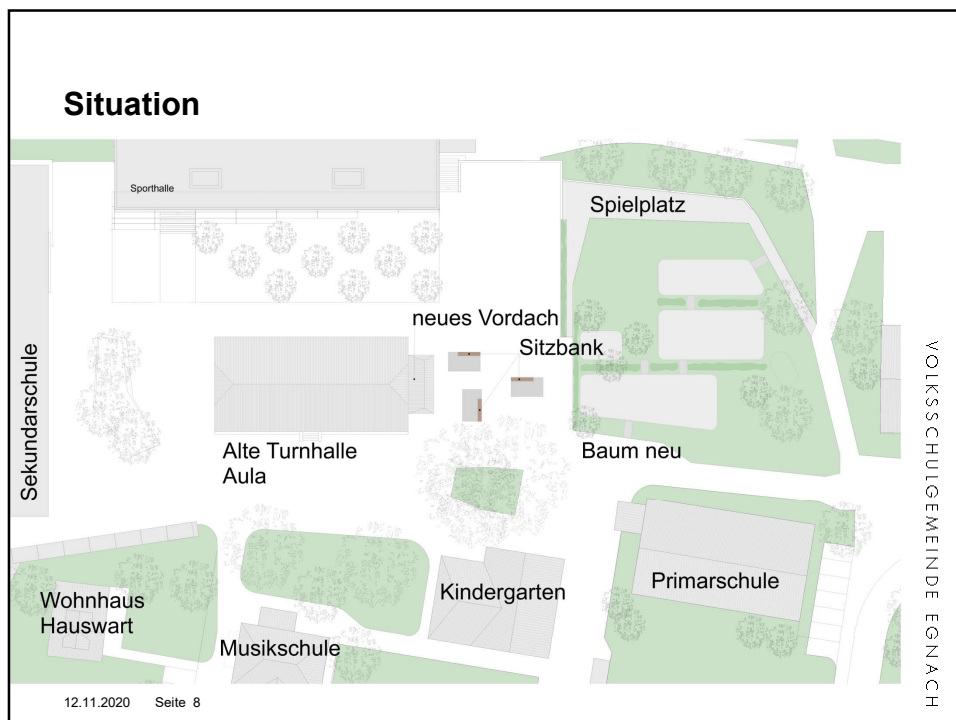 Situation
Sporthalle
Spielplatz
neues Vordach
Sitzbank
Sekundarschule
Alte Turnhalle
Aula
Baum neu
Wohnhaus
Hauswart
Musikschule
Kindergarten
Primarschule
VOLKSSCHULGEMEINDE EGNACH
12.11.2020 Seite 8